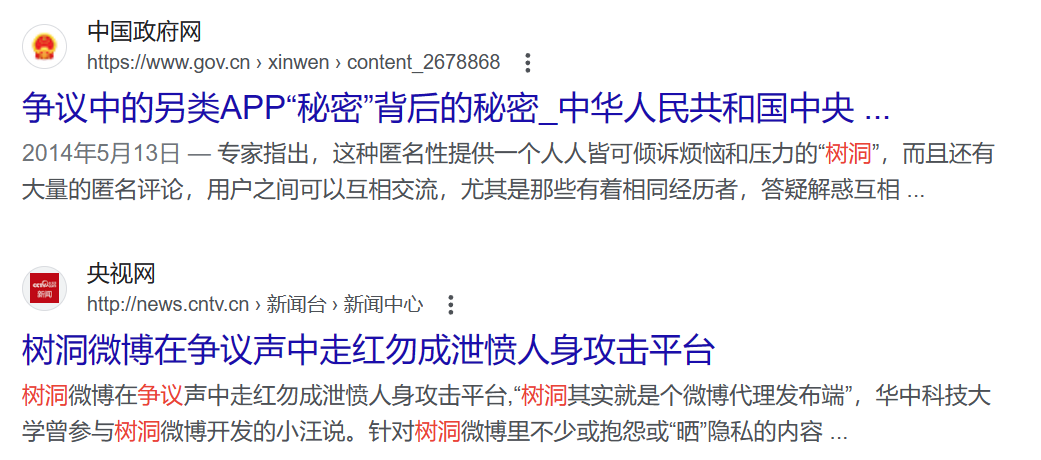 中国政府网
https://www.gov.cn › xinwen › content_2678868
争议中的另类APP“秘密”背后的秘密_中华人民共和国中央 ...
2014年5月13日 — 专家指出，这种匿名性提供一个人人皆可倾诉烦恼和压力的“树洞”，而且还有
大量的匿名评论，用户之间可以互相交流，尤其是那些有着相同经历者，答疑解惑互相 ...
央视网
http://news.cntv.cn › 新闻台 › 新闻中心
树洞微博在争议声中走红勿成泄愤人身攻击平台
树洞微博在争议声中走红勿成泄愤人身攻击平台,“树洞其实就是个微博代理发布端”，华中科技大
学曾参与树洞微博开发的小汪说。针对树洞微博里不少或抱怨或“晒”隐私的内容 ...